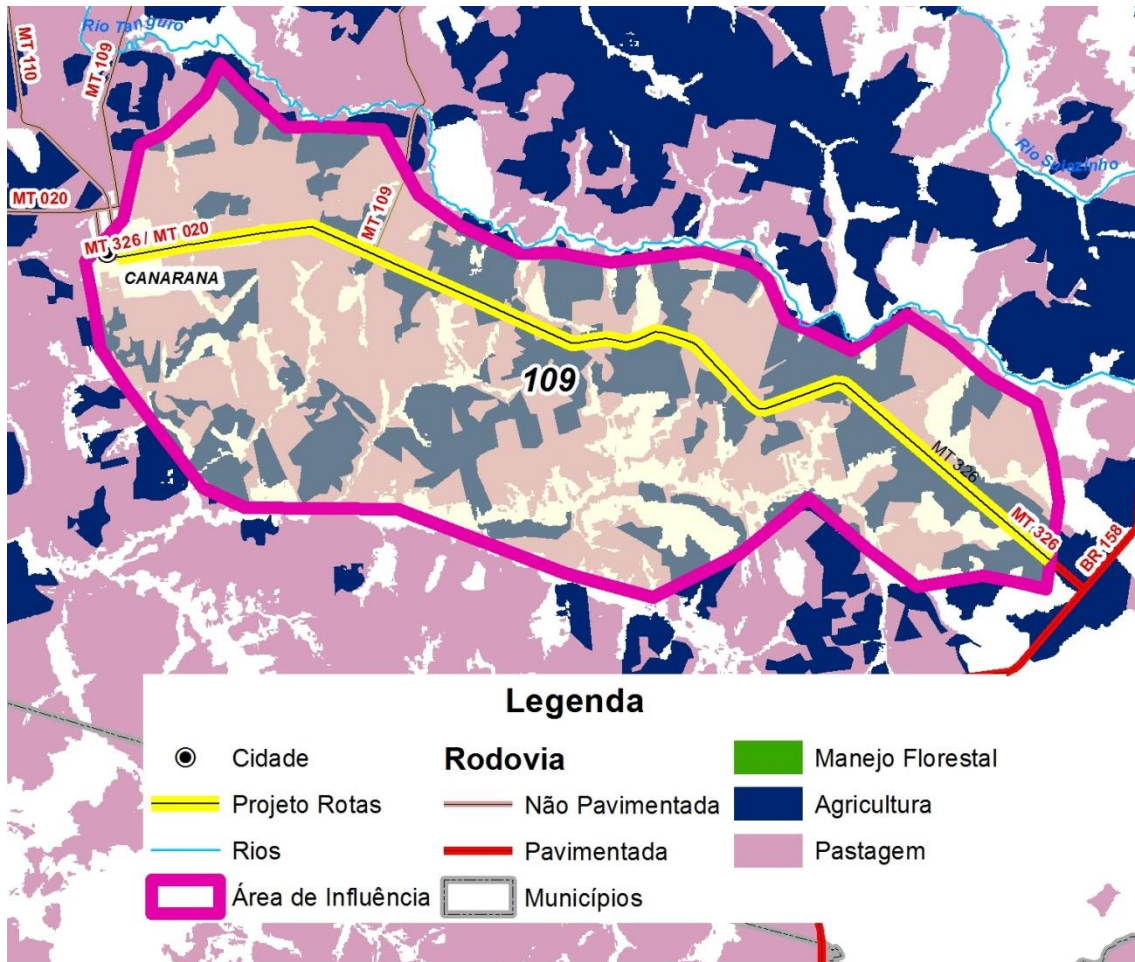 Rio Tanguro
MT 110
MT 109
MT 020
MT 326 / MT 020
CANARANA
MT 109
Rio Suiazinho
109
MT 326
MT 326
BR 158
Legenda
Cidade
Projeto Rotas
Rios
Área de Influência
Rodovia
Não Pavimentada
Pavimentada
Municípios
Manejo Florestal
Agricultura
Pastagem